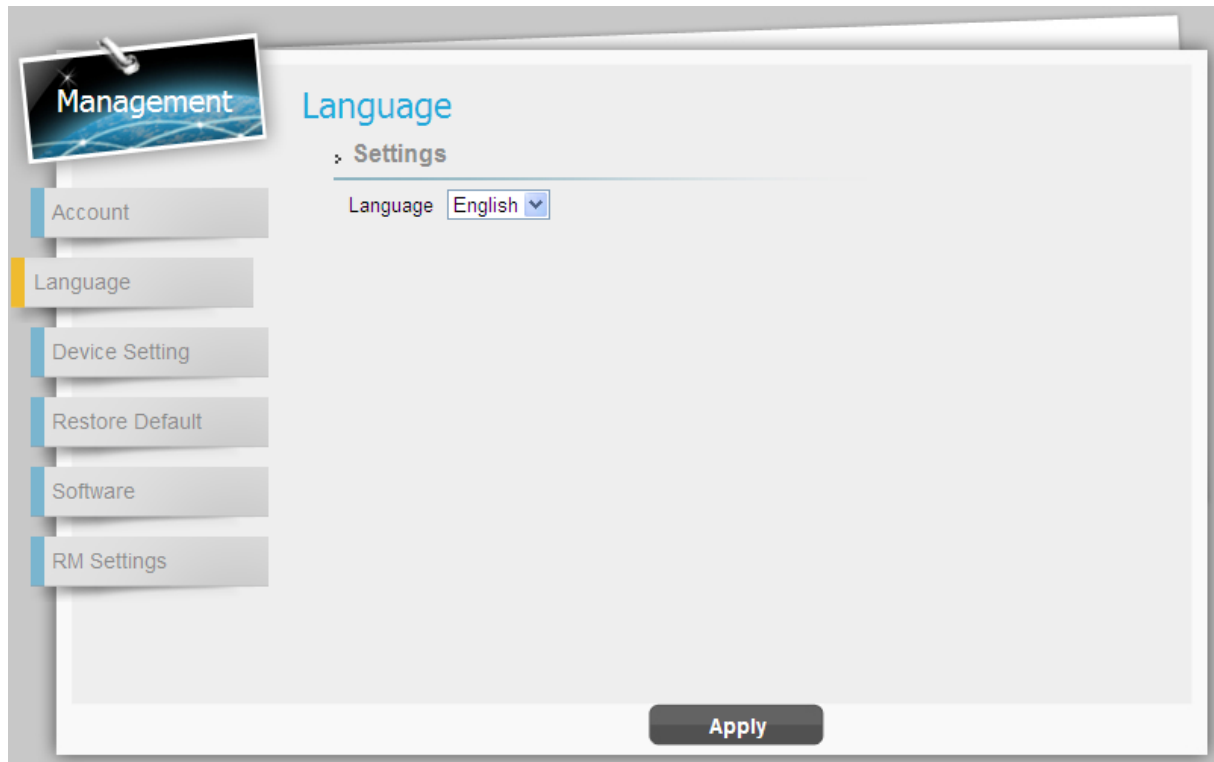 Management
Account
Language
Device Setting
Restore Default
Software
RM Settings
Language
Settings
Language English
Apply